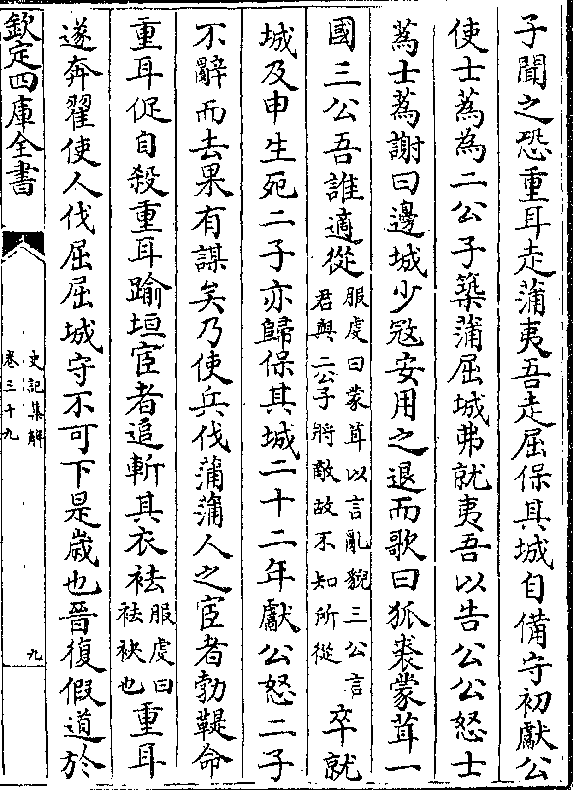 子聞之恐重耳走蒲夷吾走屈保其城自備守初獻公
使士蒍為二公子築蒲屈城弗就夷吾以告公公怒士
蒍士蒍謝曰邊城少冦安用之退而歌曰狐裘蒙茸一
國三公吾誰適從服虔曰蒙茸以言亂貌三公言君與二公子將敵故不知所從卒就
城及申生死二子亦歸保其城二十二年獻公怒二子
不辭而去果有謀矣乃使兵伐蒲蒲人之宦者勃鞮命
重耳促自殺重耳踰垣宦者追斬其衣袪服虔曰袪袂也重耳
遂奔翟使人伐屈屈城守不可下是歲也晉復假道於
欽定四庫全書
史記集解
卷三十九
九